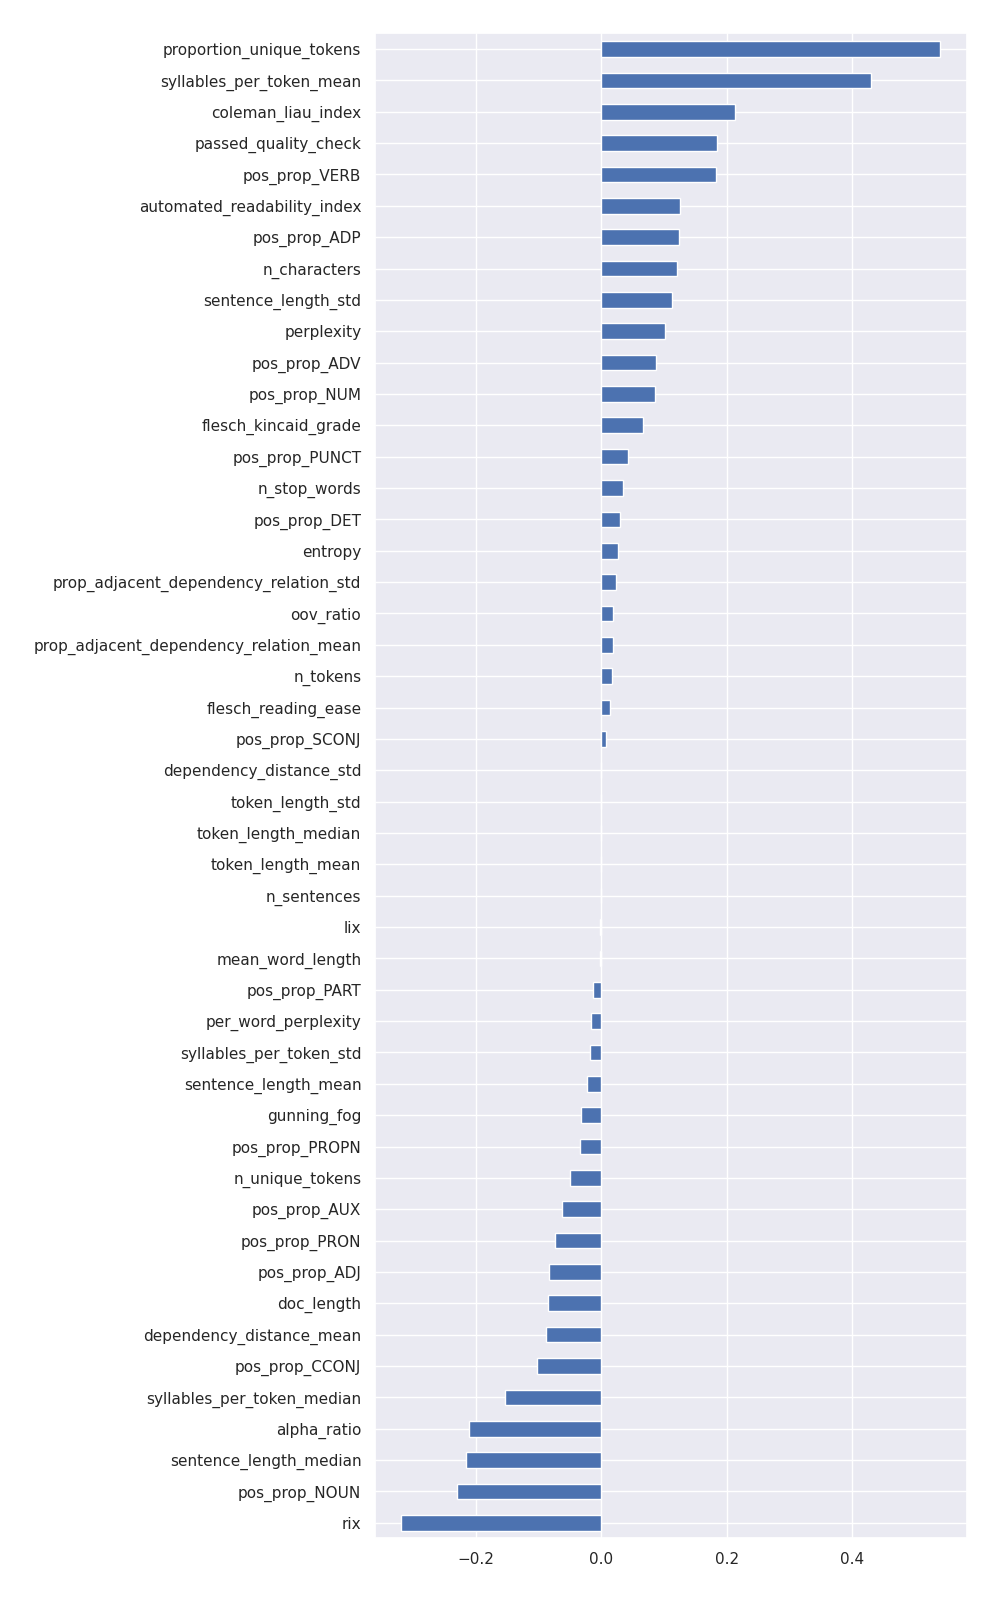 proportion_unique_tokens
syllables_per_token_mean
coleman_liau_index
passed_quality_check
pos_prop_VERB
automated_readability_index
pos_prop_ADP
n_characters
sentence_length_std
perplexity
pos_prop_ADV
pos_prop_NUM
flesch_kincaid_grade
pos_prop_PUNCT
n_stop_words
pos_prop_DET
entropy
prop_adjacent_dependency_relation_std
oov_ratio
prop_adjacent_dependency_relation_mean
n_tokens
flesch_reading_ease
pos_prop_SCONJ
dependency_distance_std
token_length_std
token_length_median
token_length_mean
n_sentences
lix
mean_word_length
pos_prop_PART
per_word_perplexity
syllables_per_token_std
sentence_length_mean
gunning_fog
pos_prop_PROPN
n_unique_tokens
pos_prop_AUX
pos_prop_PRON
pos_prop_ADJ
doc_length
dependency_distance_mean
pos_prop_CCONJ
syllables_per_token_median
alpha_ratio
sentence_length_median
pos_prop_NOUN
rix
−0.2 0.0 0.2 0.4